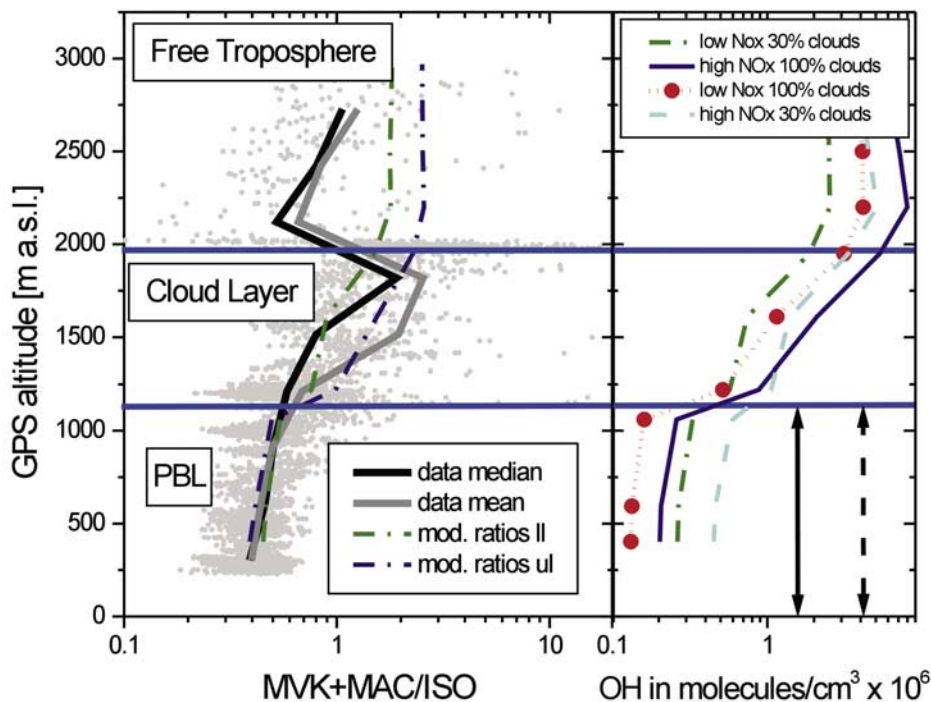 Free Troposphere
Cloud Layer
PBL
GPS altitude [m a.s.l.]
3000
2500
2000
1500
1000
500
0
data median
data mean
mod. ratios ll
mod. ratios ul
0.1
1
10
MVK+MAC/ISO
low Nox 30% clouds
high NOx 100% clouds
low Nox 100% clouds
high NOx 30% clouds
0.1
1
OH in molecules/cm³ x 10⁶